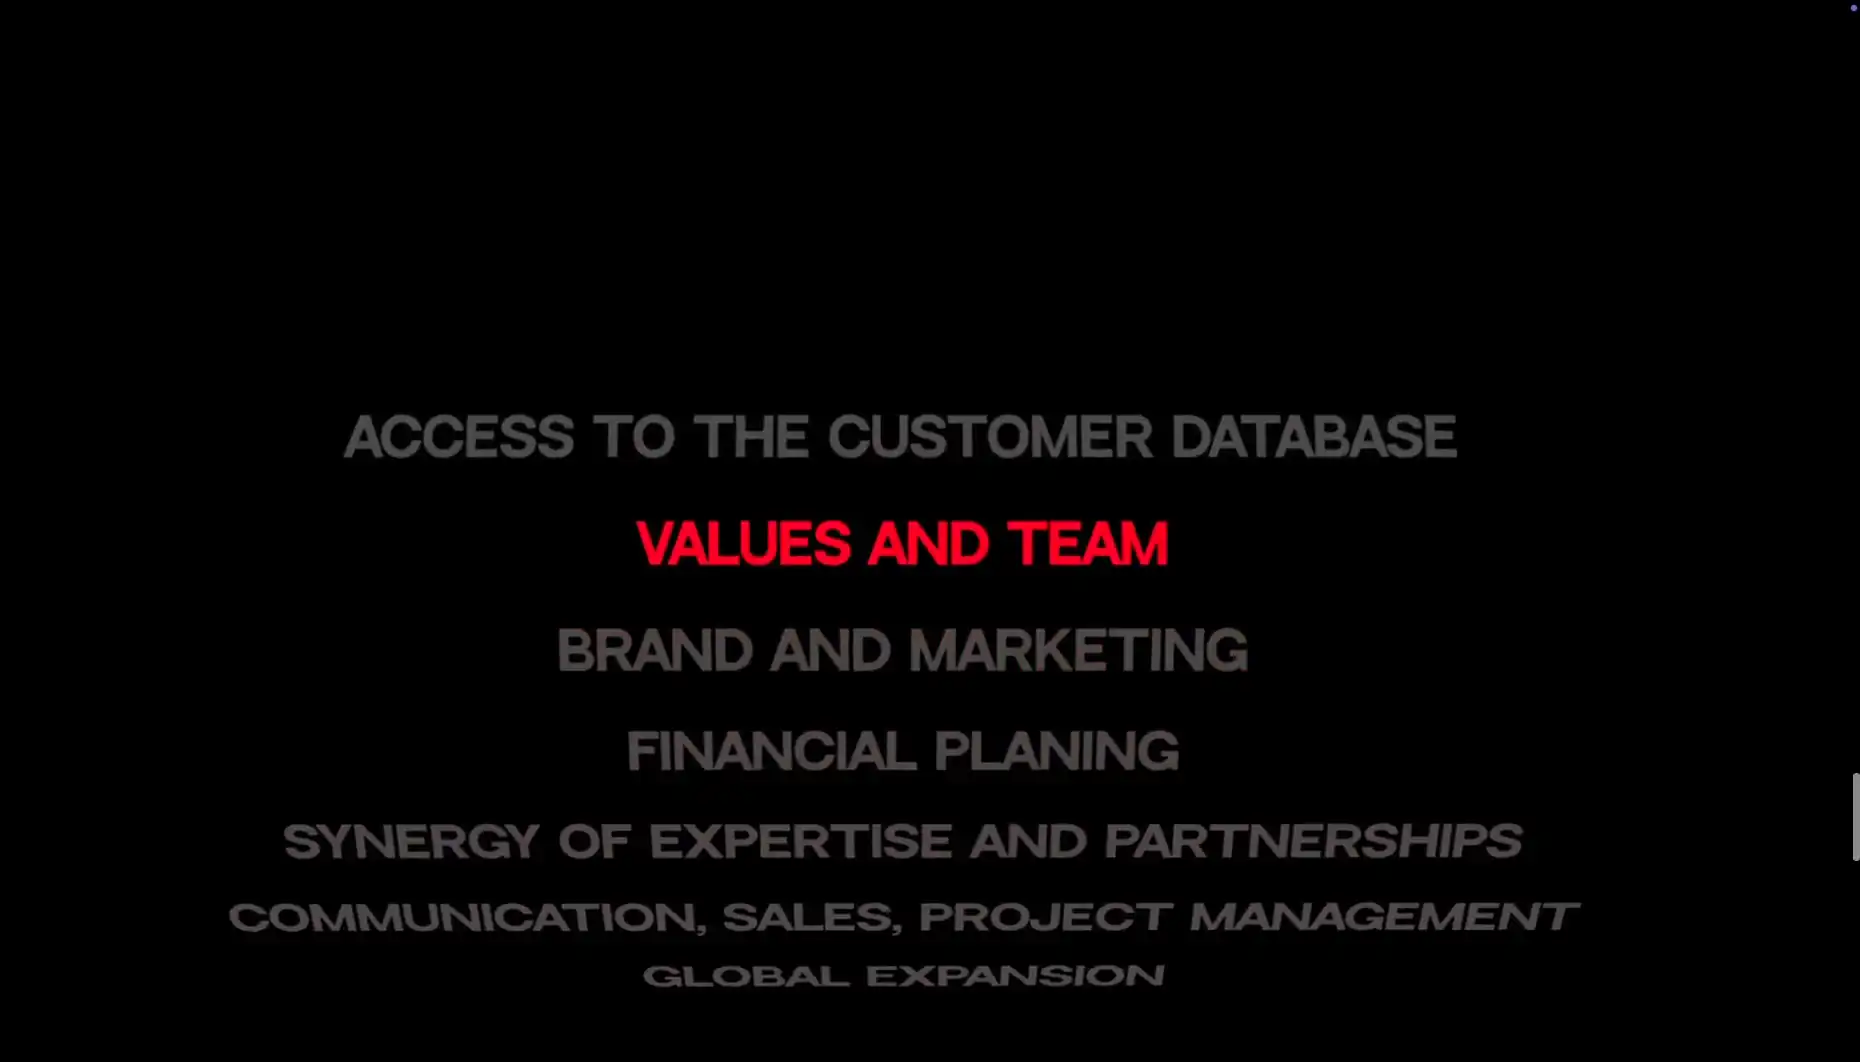 ACCESS TO THE CUSTOMER DATABASE
VALUES AND TEAM
BRAND AND MARKETING
FINANCIAL PLANING
SYNERGY OF EXPERTISE AND PARTNERSHIPS
COMMUNICATION, SALES, PROJECT MANAGEMENT
GLOBAL EXPANSION